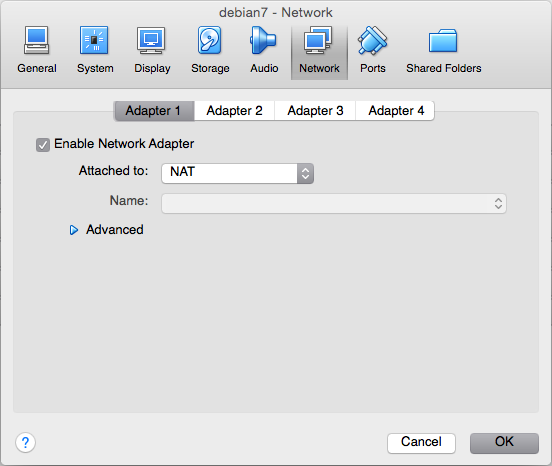 debian7 - Network
General System Display Storage Audio Network Ports Shared Folders
Adapter 1 Adapter 2 Adapter 3 Adapter 4
Enable Network Adapter
Attached to: NAT
Name:
Advanced
? Cancel OK